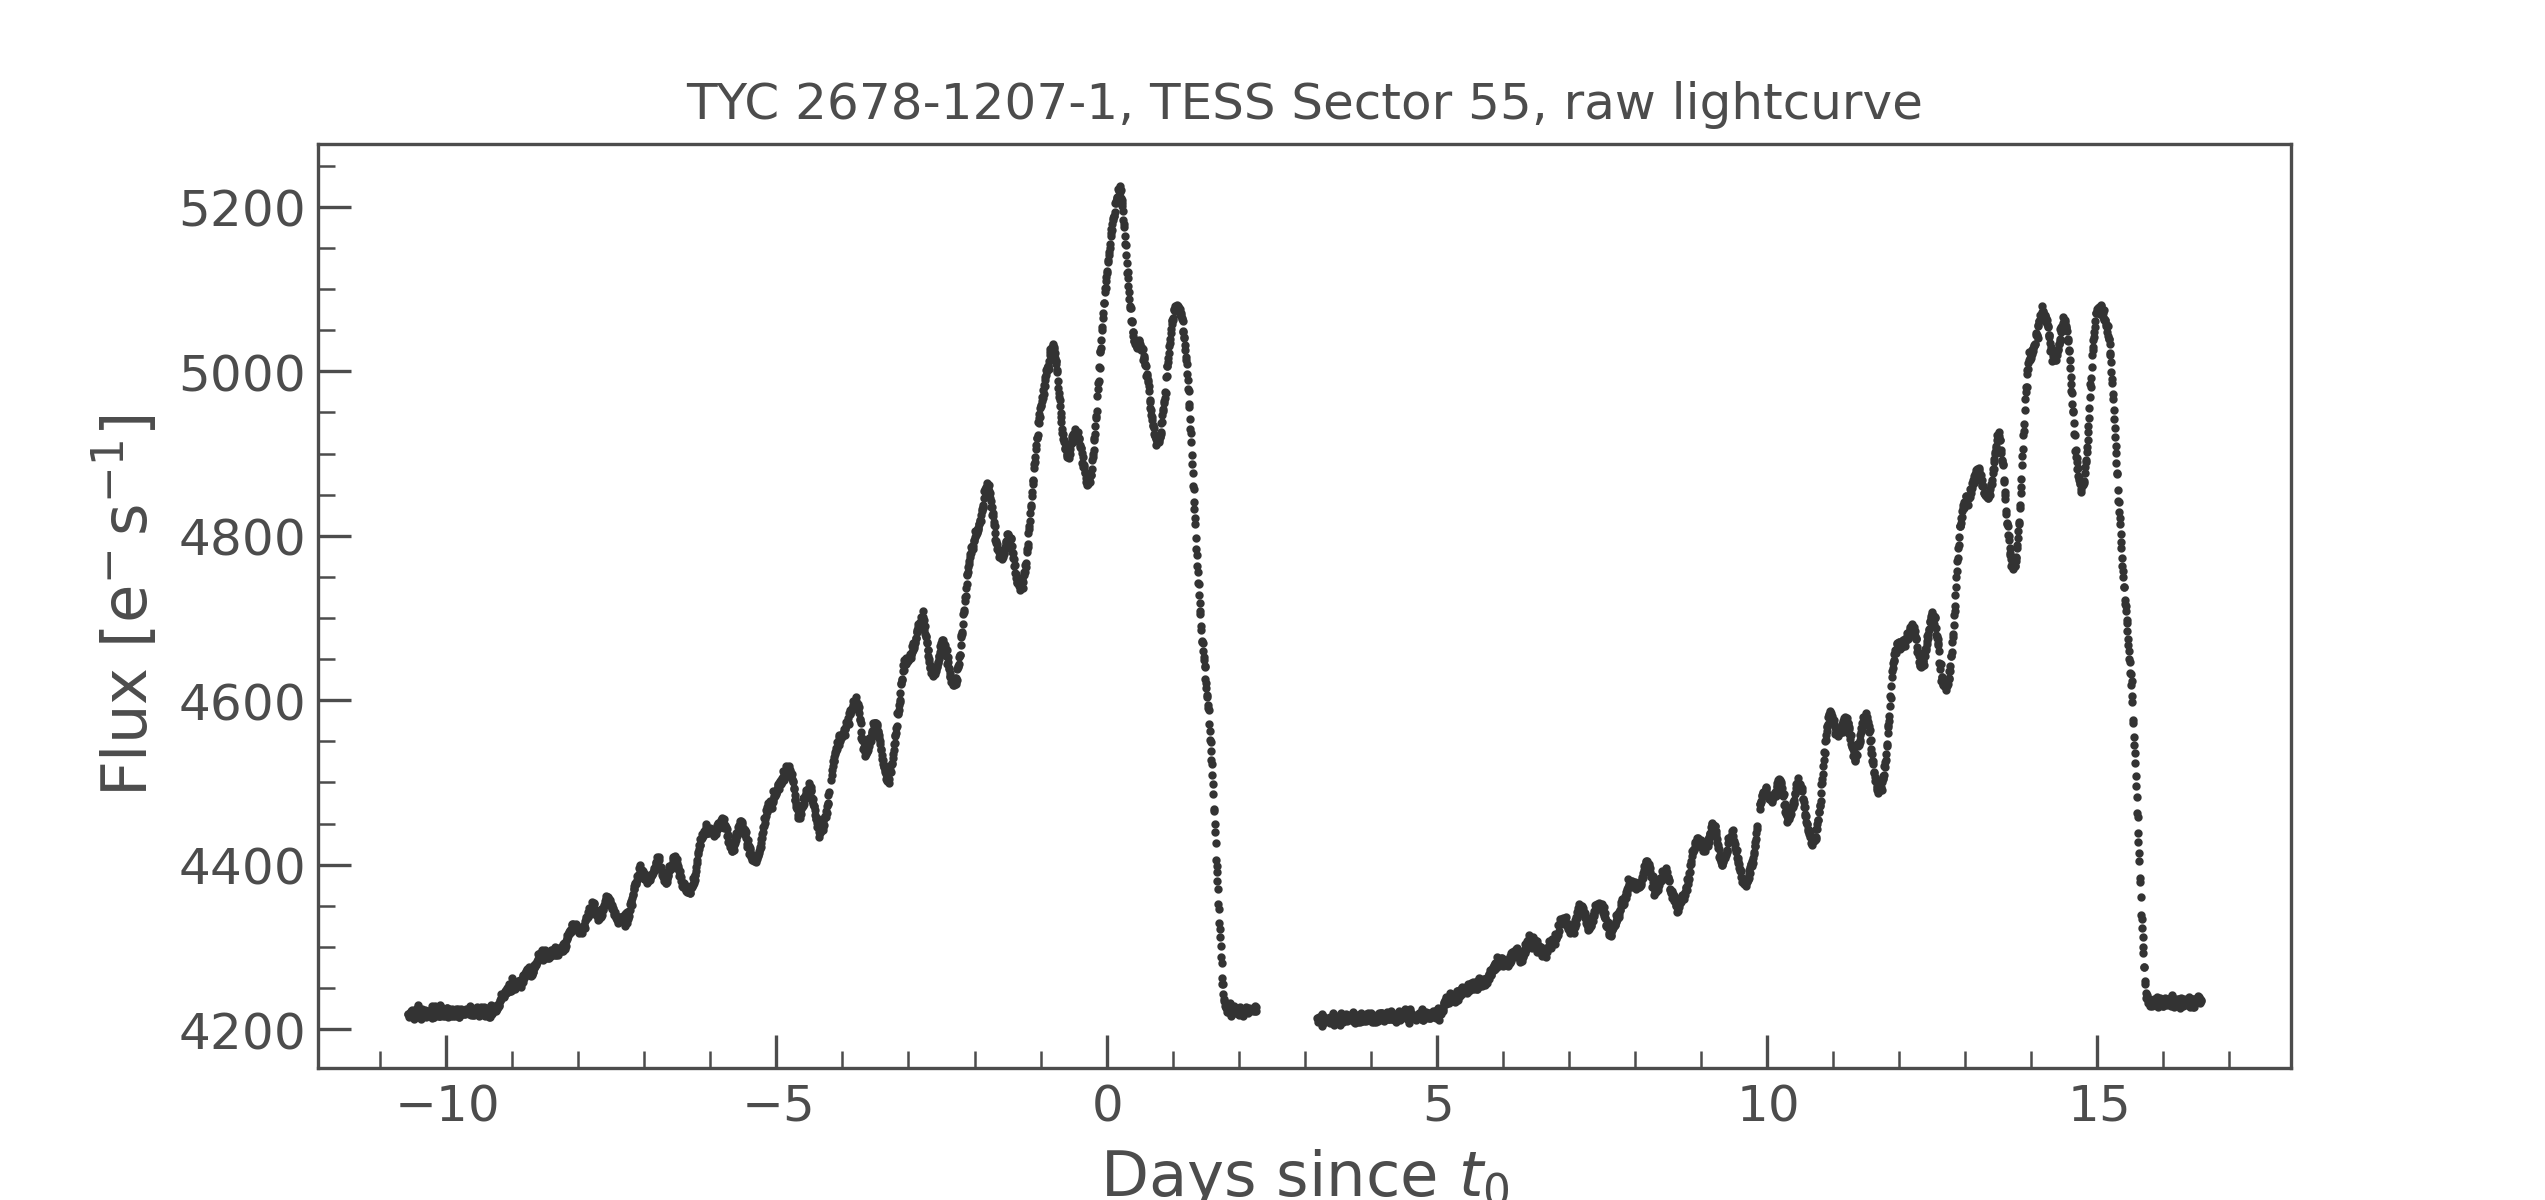 TYC 2678-1207-1, TESS Sector 55, raw lightcurve
Flux [e⁻ s⁻¹]
5200
5000
4800
4600
4400
4200
−10 −5 0 5 10 15
Days since t₀